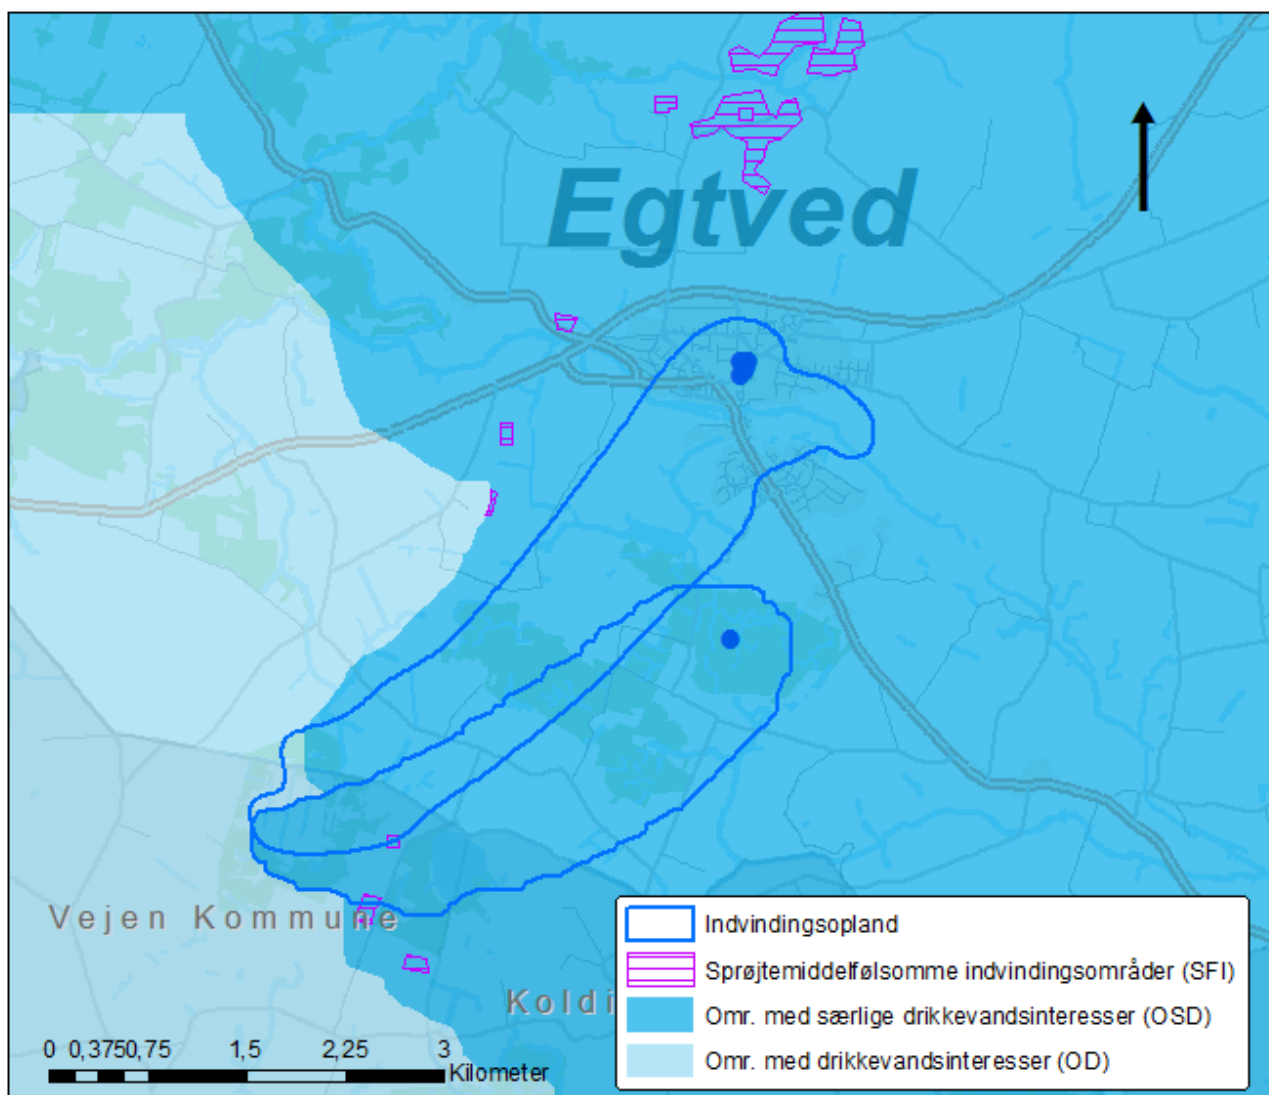 Egtved
Vejen Kommune
Koldi
Indvindingsopland
Sprøjtemiddelfølsomme indvindingsområder (SFI)
Omr. med særlige drikkevandsinteresser (OSD)
Omr. med drikkevandsinteresser (OD)
0 0,375 0,75 1,5 2,25 3
Kilometer